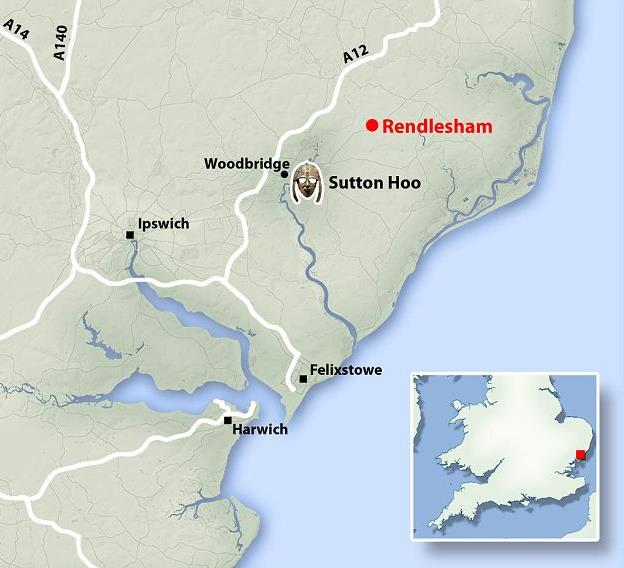 A14
A140
A12
Rendlesham
Woodbridge
Sutton Hoo
Ipswich
Felixstowe
Harwich